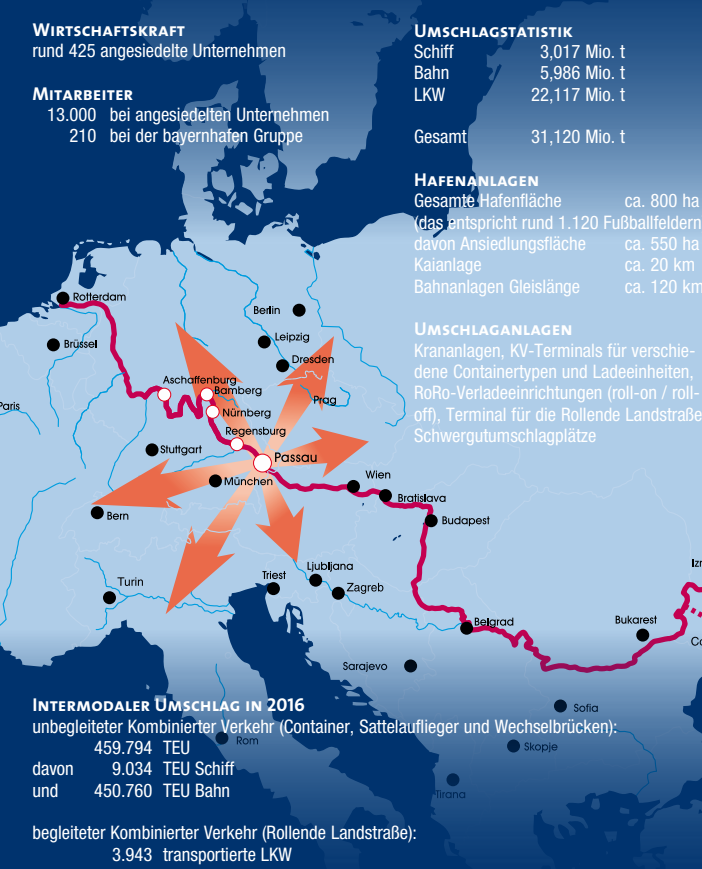 WIRTSCHAFTSKRAFT
rund 425 angesiedelte Unternehmen
MITARBEITER
13.000 bei angesiedelten Unternehmen
210 bei der bayernhafen Gruppe
UMSCHLAGSTATISTIK
Schiff 3,017 Mio. t
Bahn 5,986 Mio. t
LKW 22,117 Mio. t
Gesamt 31,120 Mio. t
HAFENANLAGEN
Gesamte Hafenfläche ca. 800 ha
(das entspricht rund 1.120 Fußballfeldern
davon Ansiedlungsfläche ca. 550 ha
Kaianlage ca. 20 km
Bahnanlagen Gleislänge ca. 120 km
UMSCHLAGANLAGEN
Krananlagen, KV-Terminals für verschie-
dene Containertypen und Ladeeinheiten,
RoRo-Verladeeinrichtungen (roll-on / roll-
off), Terminal für die Rollende Landstraße
Schwergutumschlagplätze
Rotterdam
Berlin
Brüssel
Leipzig
Dresden
Aschaffenburg
Bamberg
Paris
Prag
Nürnberg
Regensburg
Stuttgart
Passau
München
Wien
Bratislava
Bern
Budapest
Ljubljana
Triest
Turin
Zagreb
Belgrad
Bukarest
Sarajevo
Sofia
Rom
Skopje
Tirana
INTERMODALER UMSCHLAG IN 2016
unbegleiteter Kombinierter Verkehr (Container, Sattelauflieger und Wechselbrücken):
459.794 TEU
davon 9.034 TEU Schiff
und 450.760 TEU Bahn
begleiteter Kombinierter Verkehr (Rollende Landstraße):
3.943 transportierte LKW